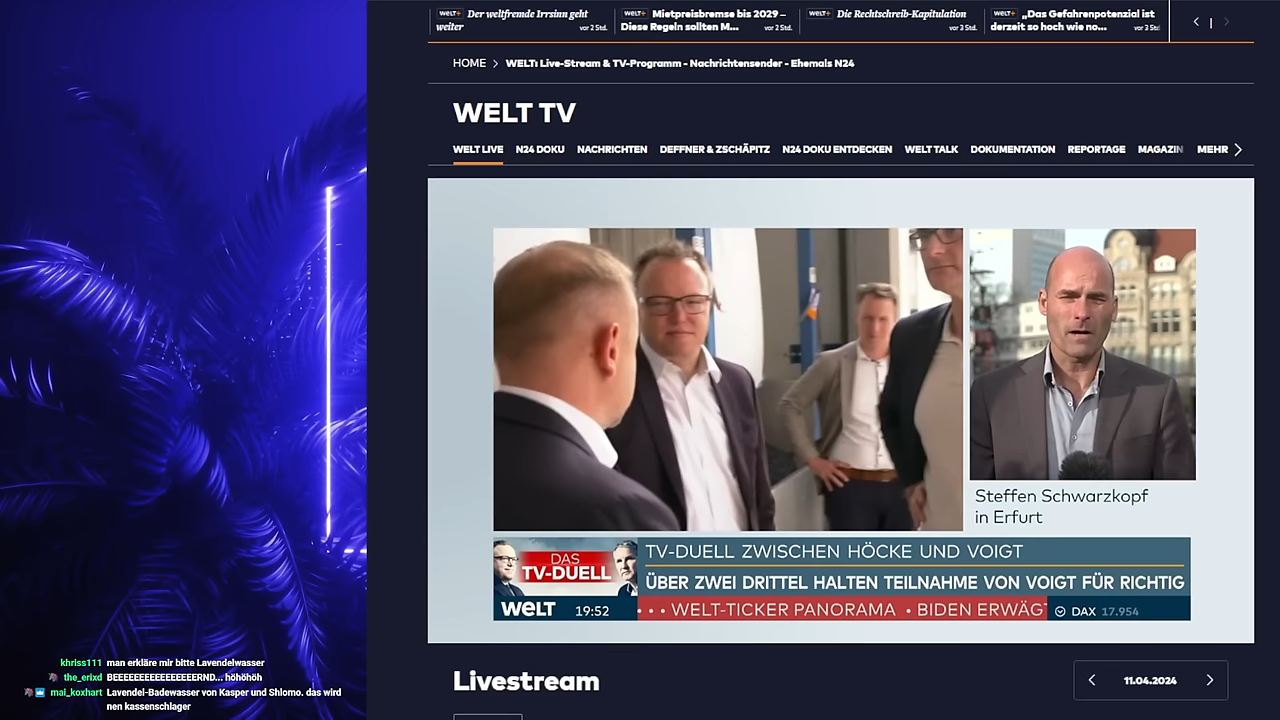 WELT+ Der weltfremde Irrsinn geht
weiter vor 2 Std.
WELT+ Mietpreisbremse bis 2029 –
Diese Regeln sollten M... vor 2 Std.
WELT+ Die Rechtschreib-Kapitulation
vor 3 Std.
WELT+ „Das Gefahrenpotenzial ist
derzeit so hoch wie no... vor 3 Std
HOME > WELT: Live-Stream & TV-Programm - Nachrichtensender - Ehemals N24
WELT TV
WELT LIVE N24 DOKU NACHRICHTEN DEFFNER & ZSCHÄPITZ N24 DOKU ENTDECKEN WELT TALK DOKUMENTATION REPORTAGE MAGAZIN MEHR
Steffen Schwarzkopf
in Erfurt
DAS
TV-DUELL
TV-DUELL ZWISCHEN HÖCKE UND VOIGT
ÜBER ZWEI DRITTEL HALTEN TEILNAHME VON VOIGT FÜR RICHTIG
WELT 19:52 • • • WELT-TICKER PANORAMA • BIDEN ERWÄGT DAX 17.954
Livestream
11.04.2024
khriss111 man erkläre mir bitte Lavendelwasser
the_erixd BEEEEEEEEEEEEEEEERND... höhöhöh
mai_koxhart Lavendel-Badewasser von Kasper und Shlomo. das wird
nen kassenschlager